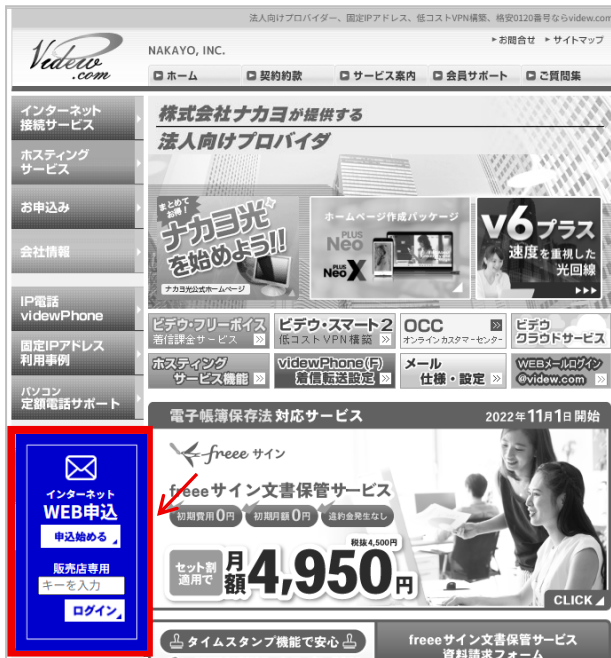 法人向けプロバイダー、固定IPアドレス、低コストVPN構築、格安0120番号ならvidew.com
Videw.com
NAKAYO, INC.
お問合せ サイトマップ
ホーム 契約約款 サービス案内 会員サポート ご質問集
インターネット
接続サービス
ホスティング
サービス
お申込み
会社情報
IP電話
videwPhone
固定IPアドレス
利用事例
パソコン
定額電話サポート
株式会社ナカヨが提供する
法人向けプロバイダ
まとめて
お得!
ナカヨ光
を始めよう!!
ナカヨ光公式ホームページ
ホームページ作成パッケージ
PLUS
Neo
PLUS
Neo X
v6プラス
速度を重視した
光回線
ビデウ・フリーボイス
着信課金サービス
ビデウ・スマート2
低コストVPN構築
OCC
オンラインカスタマーセンター
ビデウ
クラウドサービス
ホスティング
サービス機能
videwPhone(F)
着信転送設定
メール
仕様・設定
WEBメールログイン
@videw.com
インターネット
WEB申込
申込始める
販売店専用
キーを入力
ログイン
電子帳簿保存法 対応サービス 2022年11月1日開始
freee サイン
freeeサイン文書保管サービス
初期費用0円 初期月額0円 違約金発生なし
税抜4,500円
セット割
適用で
月額4,950円
CLICK
タイムスタンプ機能で安心
freeeサイン文書保管サービス
資料請求フォーム